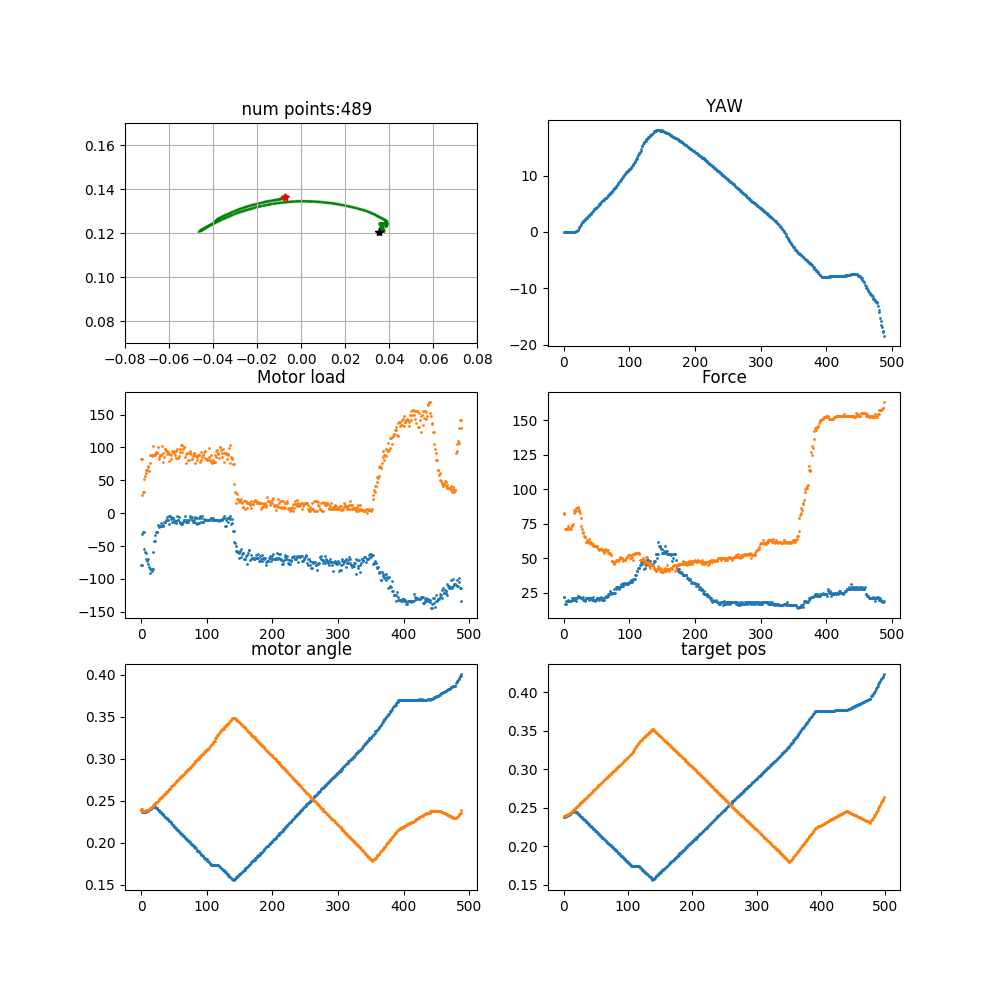 num points:489
0.16
0.14
0.12
0.10
0.08
−0.08 −0.06 −0.04 −0.02 0.00 0.02 0.04 0.06 0.08
YAW
10
0
−10
−20
0 100 200 300 400 500
Motor load
150
100
50
0
−50
−100
−150
0 100 200 300 400 500
Force
150
125
100
75
50
25
0 100 200 300 400 500
motor angle
0.40
0.35
0.30
0.25
0.20
0.15
0 100 200 300 400 500
target pos
0.40
0.35
0.30
0.25
0.20
0.15
0 100 200 300 400 500